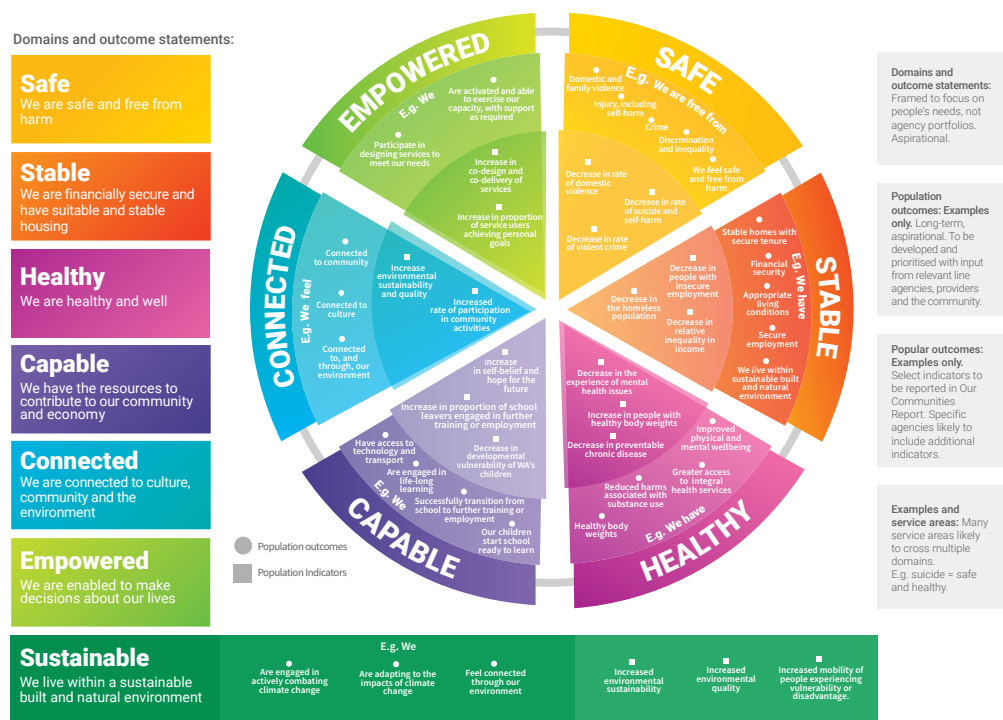 Domains and outcome statements:
Safe
We are safe and free from
harm
Stable
We are financially secure and
have suitable and stable
housing
Healthy
We are healthy and well
Capable
We have the resources to
contribute to our community
and economy
Connected
We are connected to culture,
community and the
environment
Empowered
We are enabled to make
decisions about our lives
EMPOWERED
E.g. We
Are activated and able
to exercise our
capacity, with support
as required
Participate in
designing services to
meet our needs
Increase in
co-design and
co-delivery of
services
Increase in proportion
of service users
achieving personal
goals
SAFE
E.g. We are free from
Domestic and
family violence
Injury, including
self-harm
Crime
Discrmination
and inequality
We feel safe
and free from
harm
Decrease in rate
of domestic
violence
Decrease in rate
of suicide and
self-harm
Decrease in rate
of violent crime
STABLE
E.g. We have
Stable homes with
secure tenure
Financial
security
Appropriate
living
conditions
Secure
employment
We live within
sustainable built
and natural
environment
Decrease in
people with
insecure
employment
Decrease in
the homeless
population
Decrease in
relative
inequality in
income
HEALTHY
E.g. We have
Decrease in the
experience of mental
health issues
Increase in people with
healthy body weights
Decrease in preventable
chronic disease
Improved
physical and
mental wellbeing
Greater access
to integral
health services
Reduced harms
associated with
substance use
Healthy body
weights
CAPABLE
E.g. We
Increase
in self-belief and
hope for the
future
Increase in proportion of school
leavers engaged in further
training or employment
Decrease in
developmental
vulnerability of WA's
children
Have access to
technology and
transport
Are engaged in
life-long
learning
Successfully transition from
school to further training or
employment
Our children
start school
ready to learn
CONNECTED
E.g. We feel
Connected
to community
Connected to
culture
Connected
to, and
through, our
environment
Increase
environmental
sustainability
and quality
Increased
rate of participation
in community
activities
Population outcomes
Population Indicators
Domains and
outcome statements:
Framed to focus on
people's needs, not
agency portfolios.
Aspirational.
Population
outcomes: Examples
only. Long-term,
aspirational. To be
developed and
prioritised with input
from relevant line
agencies, providers
and the community.
Popular outcomes:
Examples only.
Select indicators to
be reported in Our
Communities
Report. Specific
agencies likely to
include additional
indicators.
Examples and
service areas: Many
service areas likely
to cross multiple
domains.
E.g. suicide = safe
and healthy.
Sustainable
We live within a sustainable
built and natural environment
E.g. We
Are engaged in
actively combating
climate change
Are adapting to the
impacts of climate
change
Feel connected
through our
environment
Increased
environmental
sustainability
Increased
environmental
quality
Increased mobility of
people experiencing
vulnerability or
disadvantage.